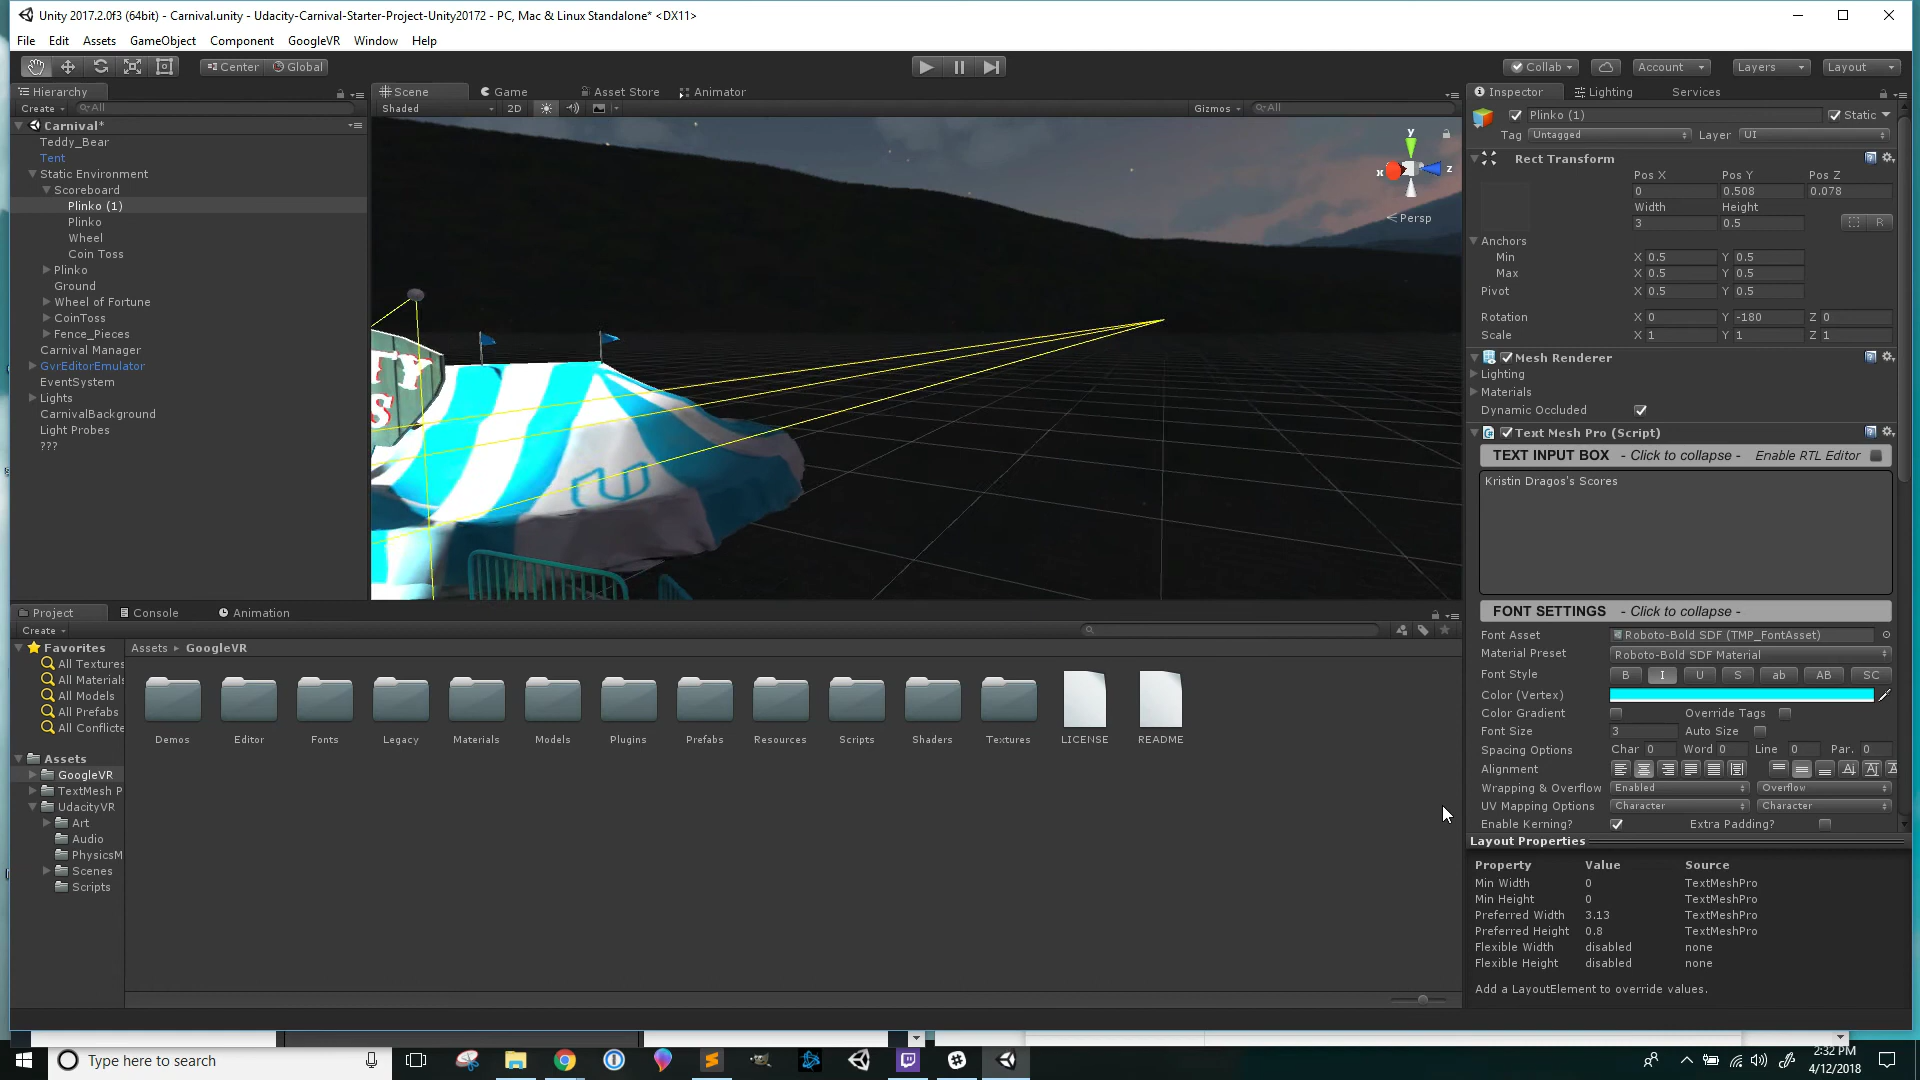 Unity 2017.2.0f3 (64bit) - Carnival.unity - Udacity-Carnival-Starter-Project-Unity20172 - PC, Mac & Linux Standalone* <DX11>
File Edit Assets GameObject Component GoogleVR Window Help
Center Global Collab Account Layers Layout
Hierarchy Scene Game Asset Store Animator Inspector Lighting Services
Create All Shaded 2D Gizmos All
Carnival*
Teddy_Bear
Tent
Static Environment
Scoreboard
Plinko (1)
Plinko
Wheel
Coin Toss
Plinko
Ground
Wheel of Fortune
CoinToss
Fence_Pieces
Carnival Manager
GvrEditorEmulator
EventSystem
Lights
CarnivalBackground
Light Probes
???
y
x z
Persp
TY
S
Plinko (1) Static
Tag Untagged Layer UI
Rect Transform
Pos X Pos Y Pos Z
0 0.508 0.078
Width Height
3 0.5
R
Anchors
Min X 0.5 Y 0.5
Max X 0.5 Y 0.5
Pivot X 0.5 Y 0.5
Rotation X 0 Y -180 Z 0
Scale X 1 Y 1 Z 1
Mesh Renderer
Lighting
Materials
Dynamic Occluded
Text Mesh Pro (Script)
TEXT INPUT BOX - Click to collapse - Enable RTL Editor
Kristin Dragos's Scores
FONT SETTINGS - Click to collapse -
Font Asset Roboto-Bold SDF (TMP_FontAsset)
Material Preset Roboto-Bold SDF Material
Font Style B I U S ab AB SC
Color (Vertex)
Color Gradient Override Tags
Font Size 3 Auto Size
Spacing Options Char 0 Word 0 Line 0 Par. 0
Alignment
Wrapping & Overflow Enabled Overflow
UV Mapping Options Character Character
Enable Kerning? Extra Padding?
Layout Properties
Property Value Source
Min Width 0 TextMeshPro
Min Height 0 TextMeshPro
Preferred Width 3.13 TextMeshPro
Preferred Height 0.8 TextMeshPro
Flexible Width disabled none
Flexible Height disabled none
Add a LayoutElement to override values.
Project Console Animation
Create
Favorites
All Textures
All Materials
All Models
All Prefabs
All Conflicte
Assets
GoogleVR
TextMesh P
UdacityVR
Art
Audio
PhysicsM
Scenes
Scripts
Assets GoogleVR
Demos Editor Fonts Legacy Materials Models Plugins Prefabs Resources Scripts Shaders Textures LICENSE README
Type here to search
2:32 PM
4/12/2018